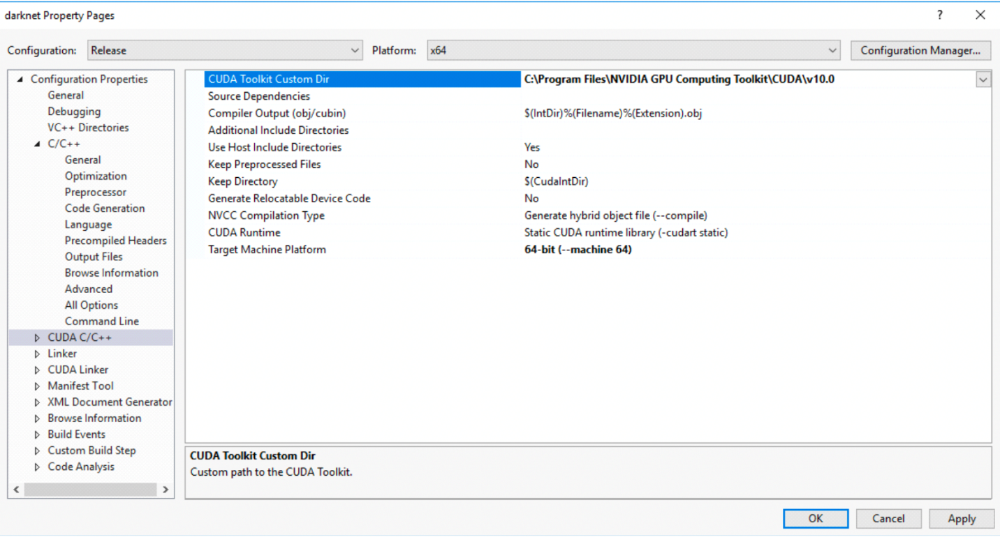 darknet Property Pages
? 
Configuration: Release Platform: x64 Configuration Manager...
Configuration Properties
General
Debugging
VC++ Directories
C/C++
General
Optimization
Preprocessor
Code Generation
Language
Precompiled Headers
Output Files
Browse Information
Advanced
All Options
Command Line
CUDA C/C++
Linker
CUDA Linker
Manifest Tool
XML Document Generator
Browse Information
Build Events
Custom Build Step
Code Analysis
CUDA Toolkit Custom Dir C:\Program Files\NVIDIA GPU Computing Toolkit\CUDA\v10.0
Source Dependencies
Compiler Output (obj/cubin) $(IntDir)%(Filename)%(Extension).obj
Additional Include Directories
Use Host Include Directories Yes
Keep Preprocessed Files No
Keep Directory $(CudaIntDir)
Generate Relocatable Device Code No
NVCC Compilation Type Generate hybrid object file (--compile)
CUDA Runtime Static CUDA runtime library (-cudart static)
Target Machine Platform 64-bit (--machine 64)
CUDA Toolkit Custom Dir
Custom path to the CUDA Toolkit.
OK Cancel Apply